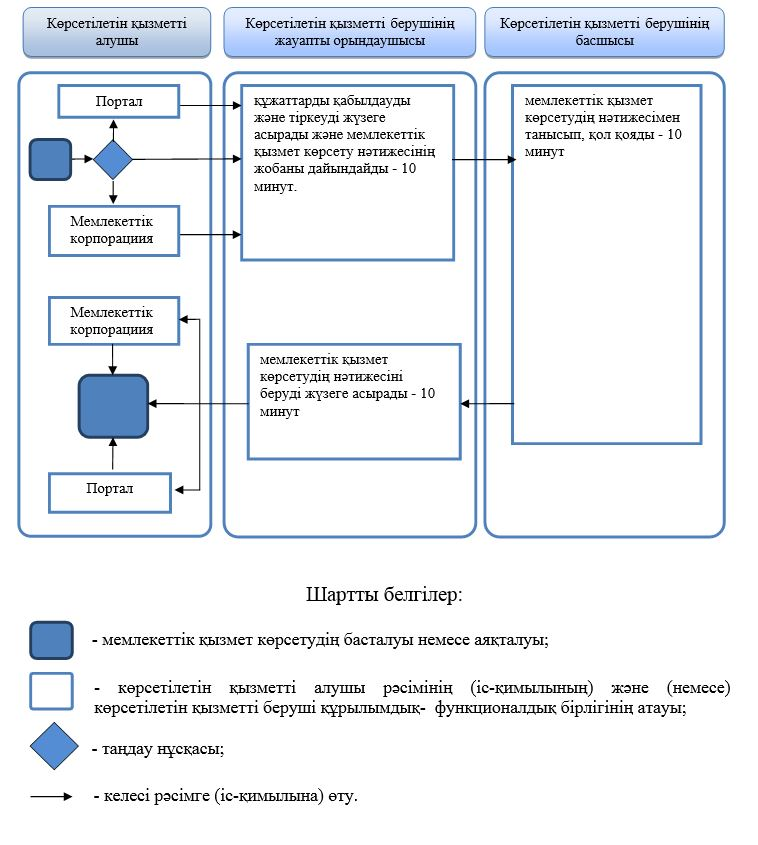 Көрсетілетін қызметті
алушы
Көрсетілетін қызметті берушінің
жауапты орындаушысы
Көрсетілетін қызметті берушінің
басшысы
Портал
құжаттарды қабылдауды
және тіркеуді жүзеге
асырады және мемлекеттік
қызмет көрсету нәтижесінің
жобаны дайындайды - 10
минут.
мемлекеттік қызмет
көрсетудің нәтижесімен
танысып, қол қояды - 10
минут
Мемлекеттік
корпорациия
Мемлекеттік
корпорациия
мемлекеттік қызмет
көрсетудің нәтижесіні
беруді жүзеге асырады - 10
минут
Портал
Шартты белгілер:
- мемлекеттік қызмет көрсетудің басталуы немесе аяқталуы;
- көрсетілетін қызметті алушы рәсімінің (іс-қимылының) және (немесе)
көрсетілетін қызметті беруші құрылымдық- функционалдық бірлігінің атауы;
- таңдау нұсқасы;
- келесі рәсімге (іс-қимылына) өту.